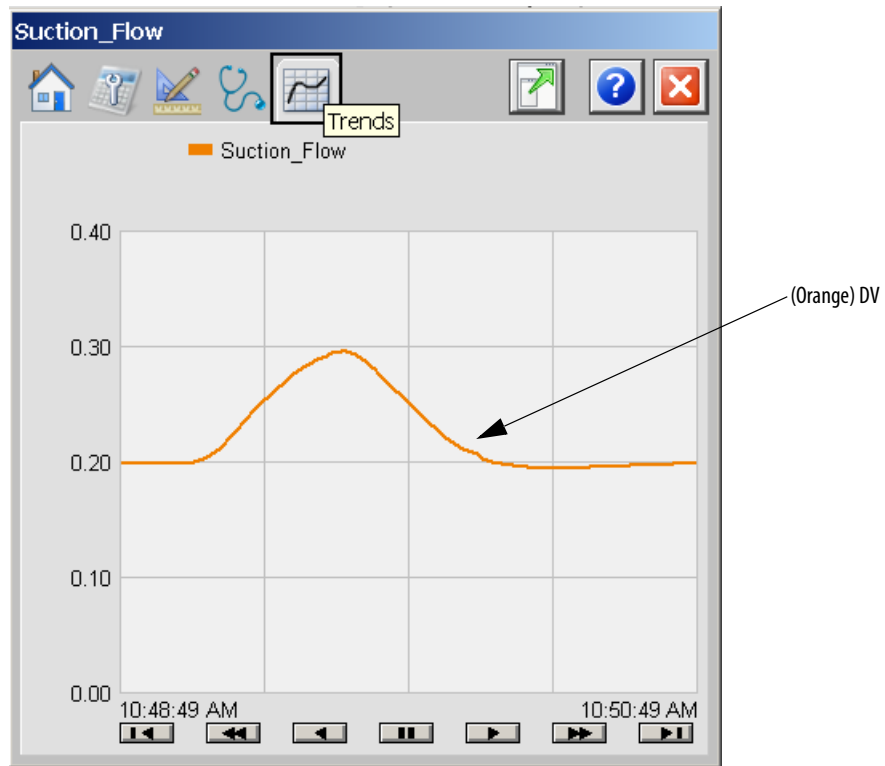 Suction_Flow
?
Trends
Suction_Flow
0.40
0.30
(Orange) DV
0.20
0.10
0.00
10:48:49 AM
10:50:49 AM